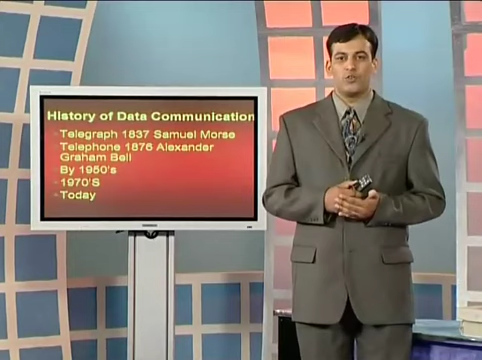 History of Data Communication
Telegraph 1837 Samuel Morse
Telephone 1876 Alexander
Graham Bell
By 1950's
1970'S
Today